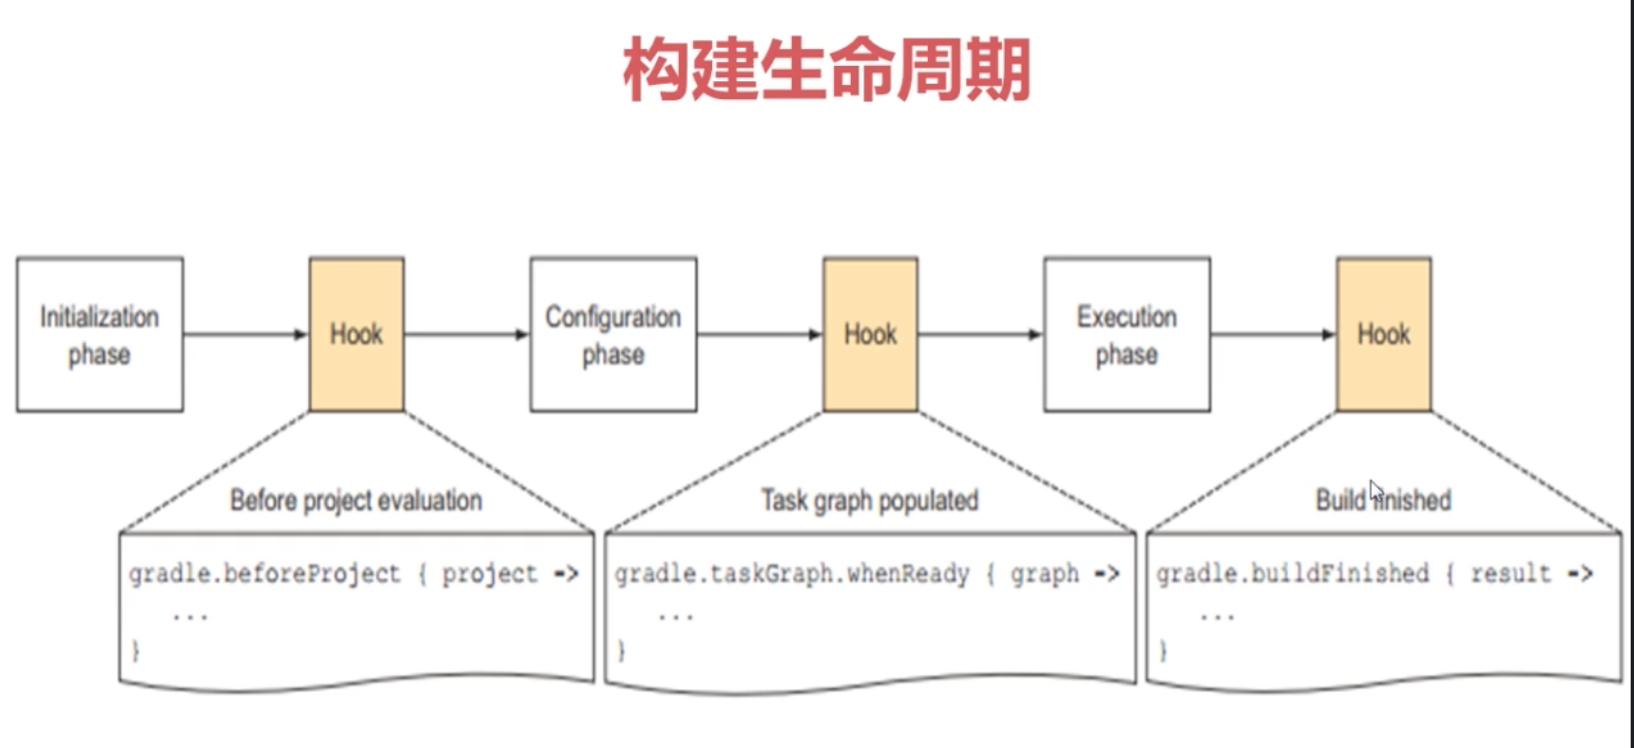 构建生命周期
Initialization
phase
Hook
Configuration
phase
Hook
Execution
phase
Hook
Before project evaluation
gradle.beforeProject { project ->
...
}
Task graph populated
gradle.taskGraph.whenReady { graph ->
...
}
Build finished
gradle.buildFinished { result ->
...
}